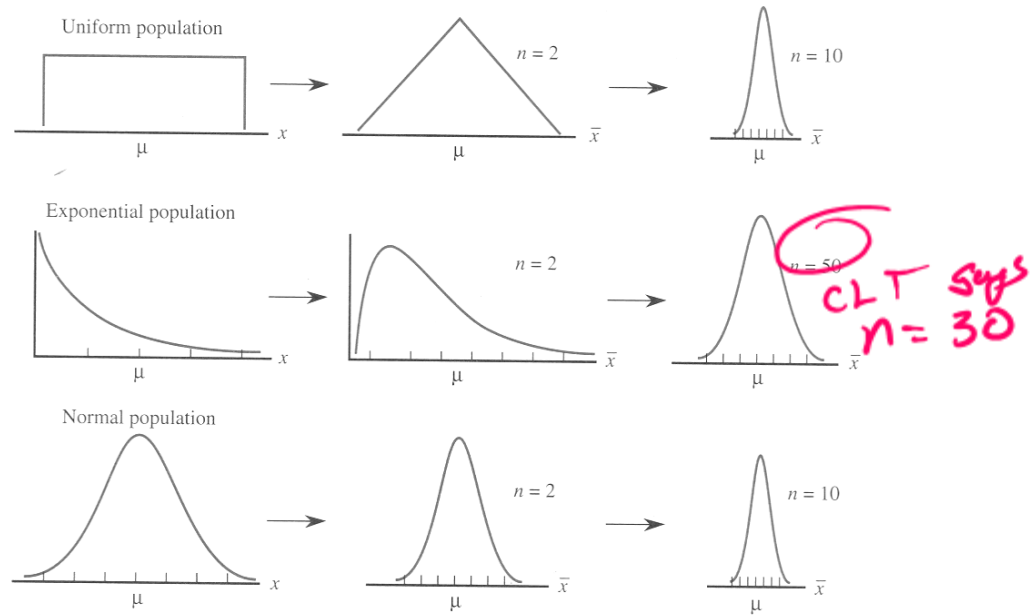 Uniform population
n = 2
n = 10
x
x̄
x̄
μ
μ
μ
Exponential population
n = 2
n = 50
CLT says
n = 30
x
x̄
x̄
μ
μ
μ
Normal population
n = 2
n = 10
x
x̄
x̄
μ
μ
μ